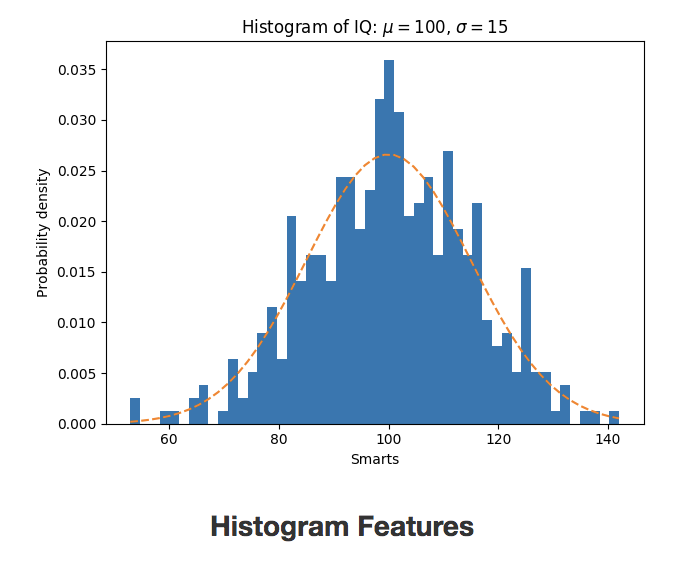 Histogram of IQ: μ = 100, σ = 15
0.035
0.030
0.025
0.020
0.015
0.010
0.005
0.000
Probability density
60 80 100 120 140
Smarts
Histogram Features